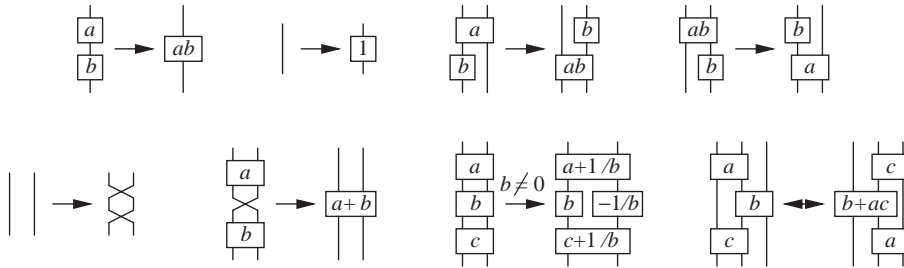 a b ab
1
a b b ab
ab b b a
a b a+ b
a b c b ≠ 0 a+1/b b −1/b c+1/b
a b c c b+ac a